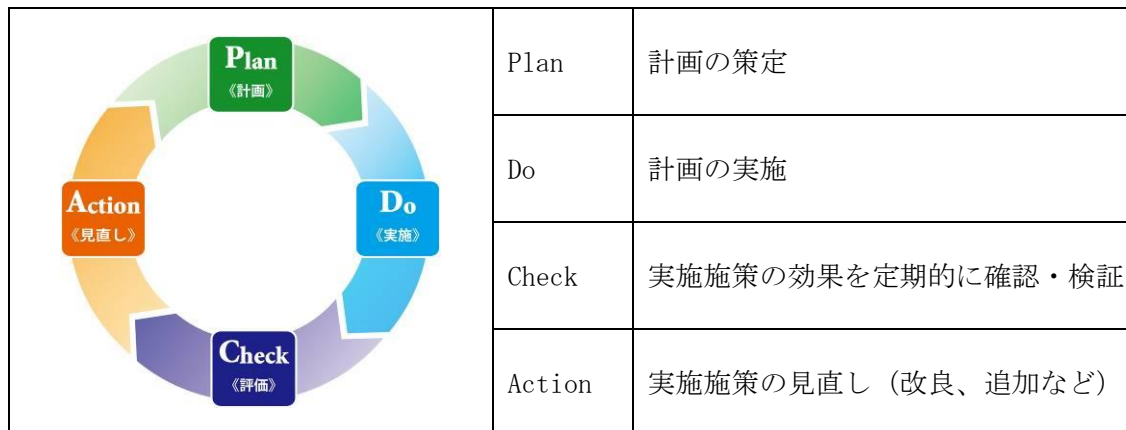 Plan
《計画》
Action
《見直し》
Do
《実施》
Check
《評価》
Plan 計画の策定
Do 計画の実施
Check 実施施策の効果を定期的に確認・検証
Action 実施施策の見直し（改良、追加など）